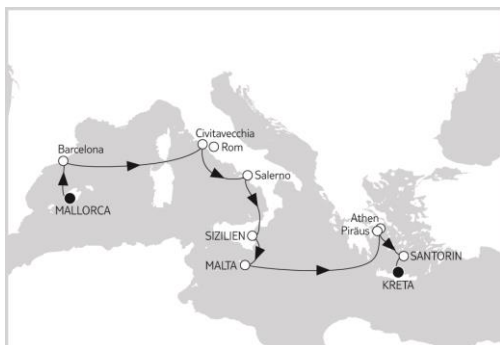 Civitavecchia
Rom
Barcelona
Salerno
MALLORCA
SIZILIEN
Athen
Piräus
MALTA
SANTORIN
KRETA